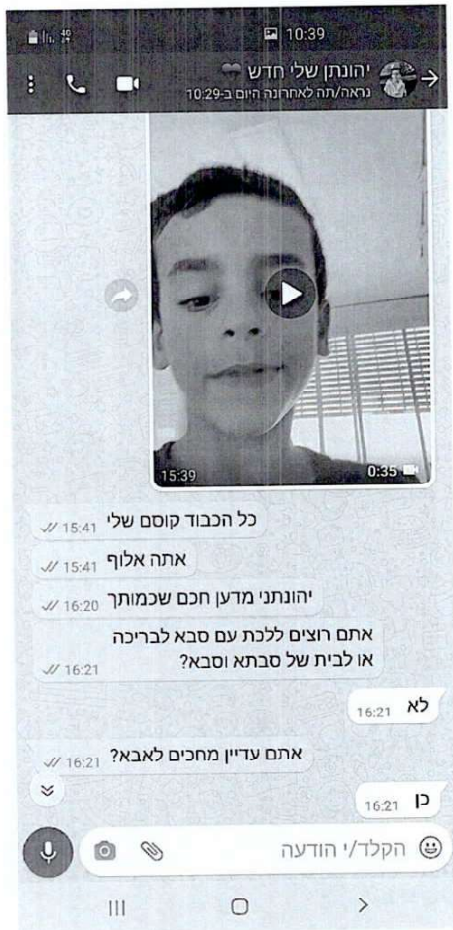 10:39
יהונתן שלי חדש
נראה/תה לאחרונה היום ב-10:29
15:39
0:35
כל הכבוד קוסם שלי 15:41
אתה אלוף 15:41
יהונתני מדען חכם שכמותך 16:20
אתם רוצים ללכת עם סבא לבריכה
או לבית של סבתא וסבא? 16:21
לא 16:21
אתם עדיין מחכים לאבא? 16:21
כן 16:21
הקלד/י הודעה